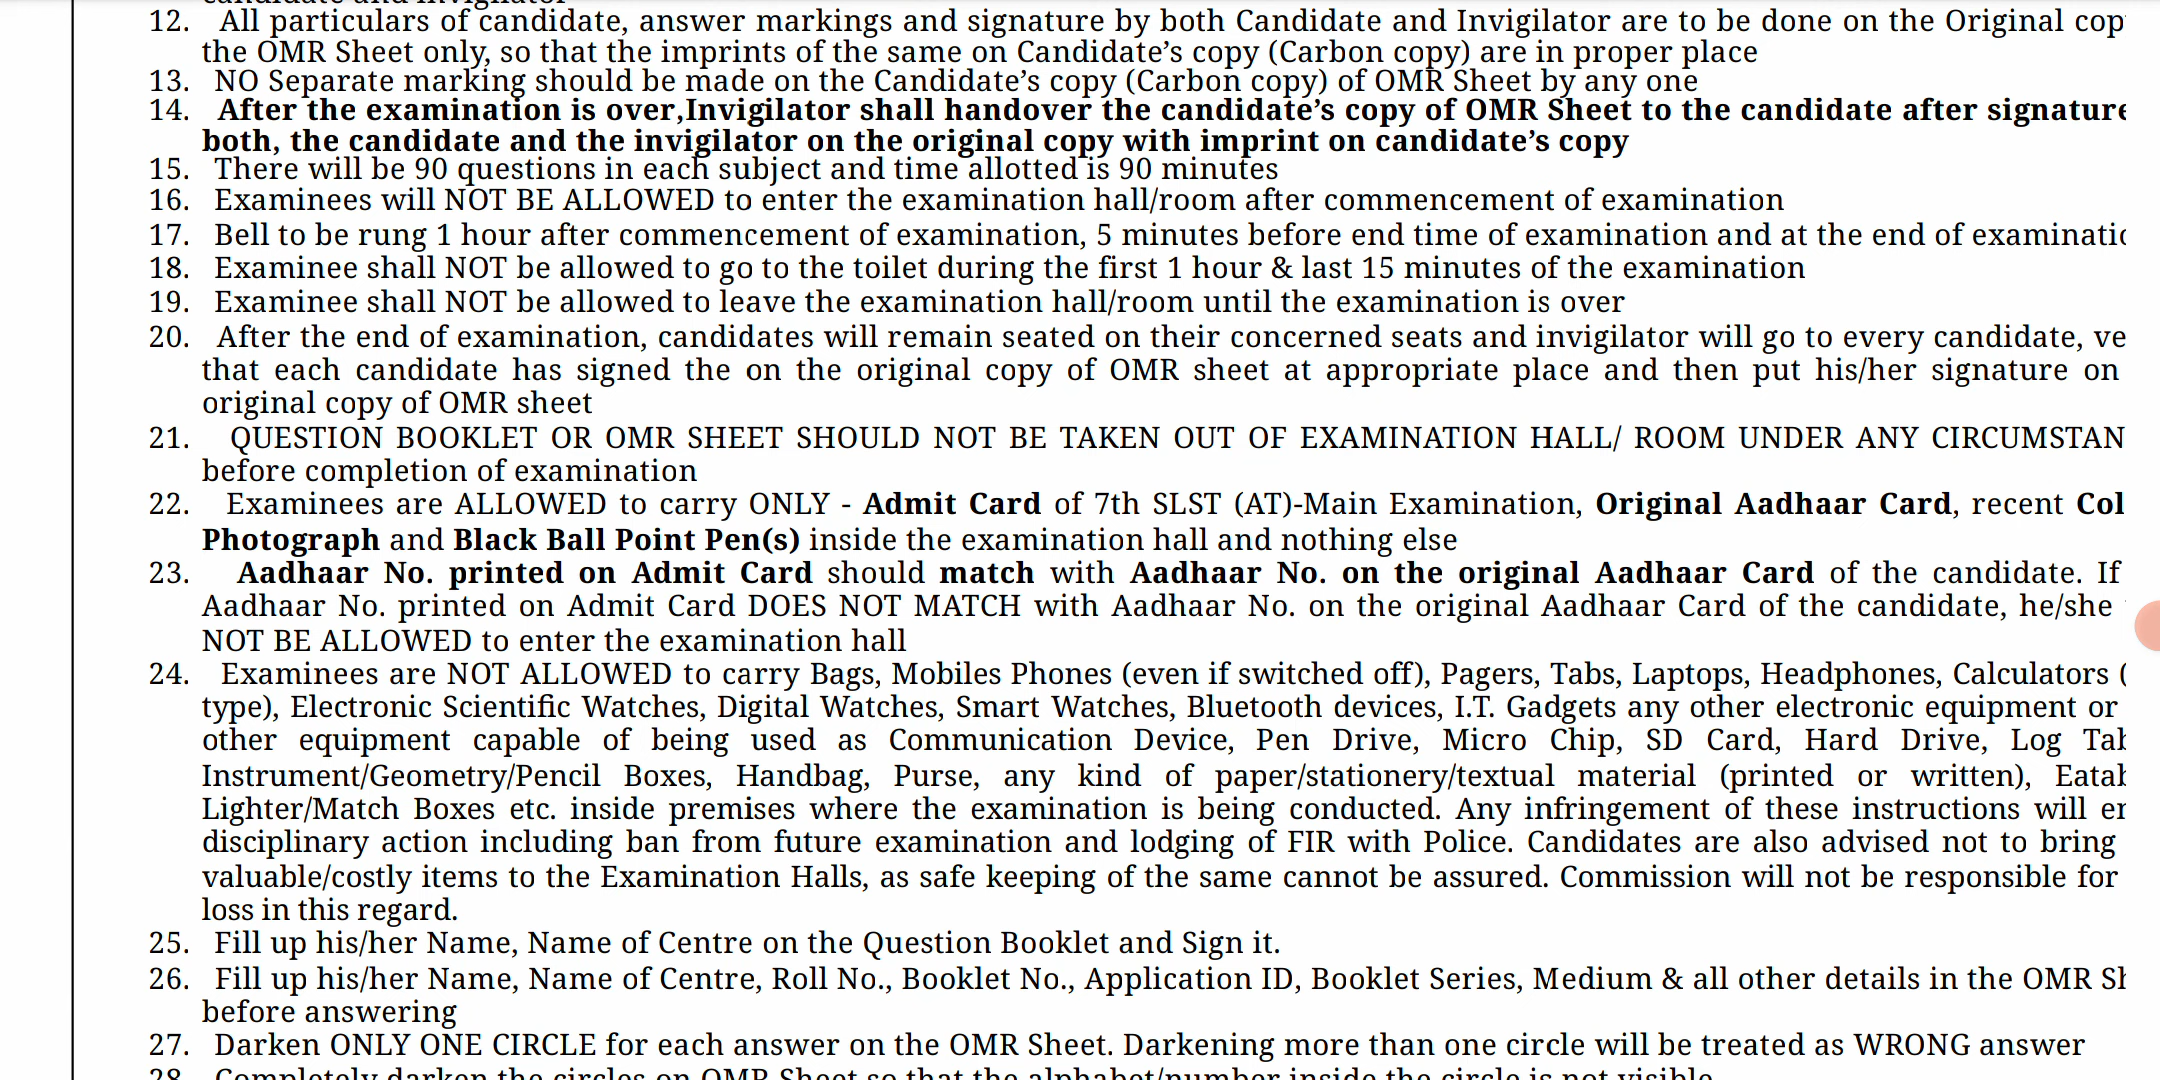 12. All particulars of candidate, answer markings and signature by both Candidate and Invigilator are to be done on the Original
the OMR Sheet only, so that the imprints of the same on Candidate’s copy (Carbon copy) are in proper place
13. NO Separate marking should be made on the Candidate’s copy (Carbon copy) of OMR Sheet by any one
14. After the examination is over,Invigilator shall handover the candidate’s copy of OMR Sheet to the candidate after signature
both, the candidate and the invigilator on the original copy with imprint on candidate’s copy
15. There will be 90 questions in each subject and time allotted is 90 minutes
16. Examinees will NOT BE ALLOWED to enter the examination hall/room after commencement of examination
17. Bell to be rung 1 hour after commencement of examination, 5 minutes before end time of examination and at the end of
18. Examinee shall NOT be allowed to go to the toilet during the first 1 hour & last 15 minutes of the examination
19. Examinee shall NOT be allowed to leave the examination hall/room until the examination is over
20. After the end of examination, candidates will remain seated on their concerned seats and invigilator will go to every candidate, ve
that each candidate has signed the on the original copy of OMR sheet at appropriate place and then put his/her signature on
original copy of OMR sheet
21. QUESTION BOOKLET OR OMR SHEET SHOULD NOT BE TAKEN OUT OF EXAMINATION HALL/ ROOM UNDER ANY CIRCUMSTAN
before completion of examination
22. Examinees are ALLOWED to carry ONLY - Admit Card of 7th SLST (AT)-Main Examination, Original Aadhaar Card, recent Col
Photograph and Black Ball Point Pen(s) inside the examination hall and nothing else
23. Aadhaar No. printed on Admit Card should match with Aadhaar No. on the original Aadhaar Card of the candidate. If
Aadhaar No. printed on Admit Card DOES NOT MATCH with Aadhaar No. on the original Aadhaar Card of the candidate, he/she
NOT BE ALLOWED to enter the examination hall
24. Examinees are NOT ALLOWED to carry Bags, Mobiles Phones (even if switched off), Pagers, Tabs, Laptops, Headphones, Calculators (
type), Electronic Scientific Watches, Digital Watches, Smart Watches, Bluetooth devices, I.T. Gadgets any other electronic equipment or
other equipment capable of being used as Communication Device, Pen Drive, Micro Chip, SD Card, Hard Drive, Log
Instrument/Geometry/Pencil Boxes, Handbag, Purse, any kind of paper/stationery/textual material (printed or written),
Lighter/Match Boxes etc. inside premises where the examination is being conducted. Any infringement of these instructions will
disciplinary action including ban from future examination and lodging of FIR with Police. Candidates are also advised not to bring
valuable/costly items to the Examination Halls, as safe keeping of the same cannot be assured. Commission will not be responsible for
loss in this regard.
25. Fill up his/her Name, Name of Centre on the Question Booklet and Sign it.
26. Fill up his/her Name, Name of Centre, Roll No., Booklet No., Application ID, Booklet Series, Medium & all other details in the OMR
before answering
27. Darken ONLY ONE CIRCLE for each answer on the OMR Sheet. Darkening more than one circle will be treated as WRONG answer
28. Completely darken the circles on OMR Sheet so that the alphabet/number inside the circle is not visible